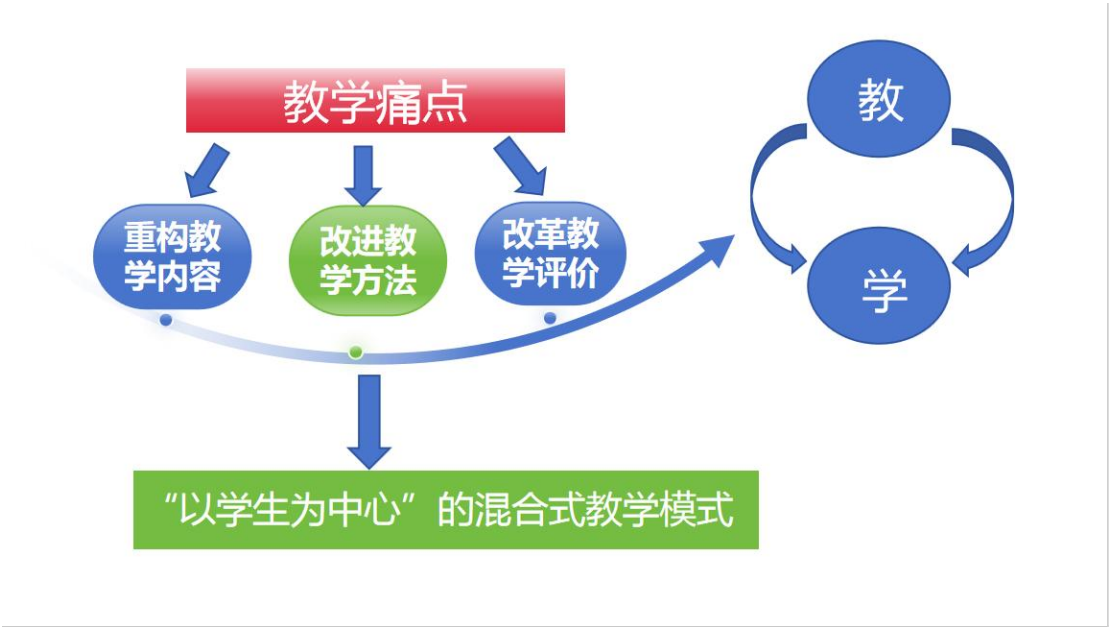 教学痛点
重构教
学内容
改进教
学方法
改革教
学评价
教
学
“以学生为中心”的混合式教学模式